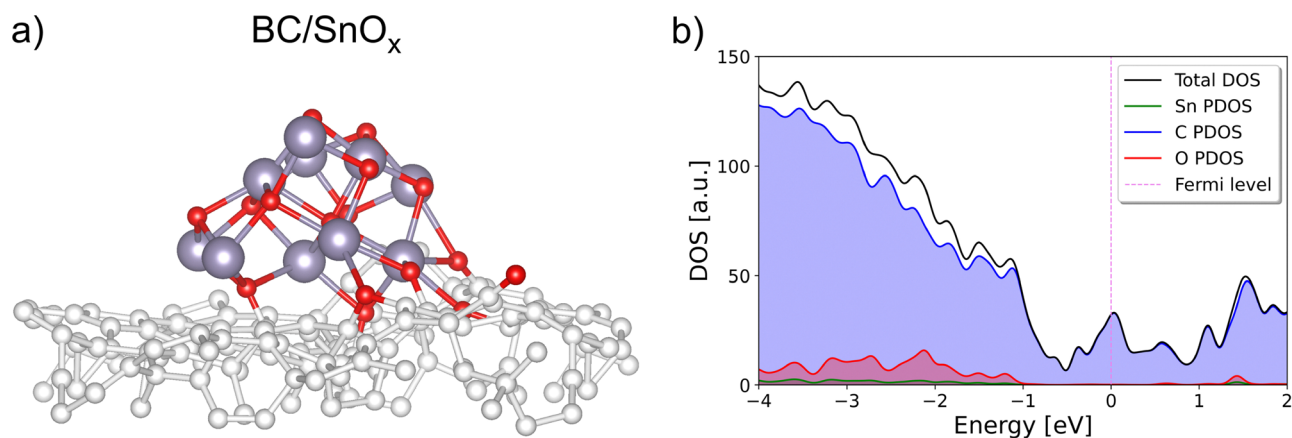 a)
BC/SnOₓ
b)
150
100
50
0
DOS [a.u.]
Total DOS
Sn PDOS
C PDOS
O PDOS
Fermi level
−4
−3
−2
−1
0
1
2
Energy [eV]